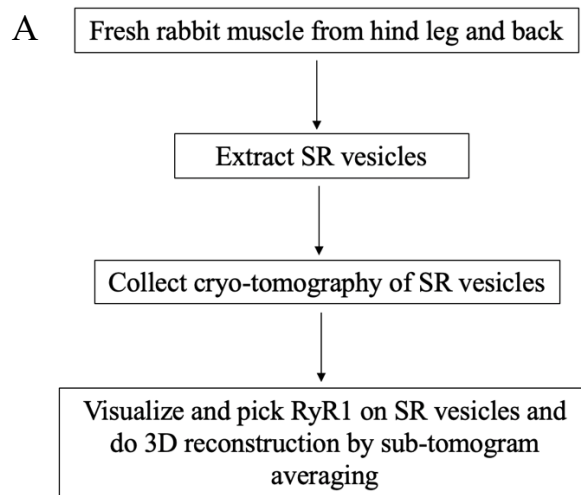 A
Fresh rabbit muscle from hind leg and back
Extract SR vesicles
Collect cryo-tomography of SR vesicles
Visualize and pick RyR1 on SR vesicles and
do 3D reconstruction by sub-tomogram
averaging